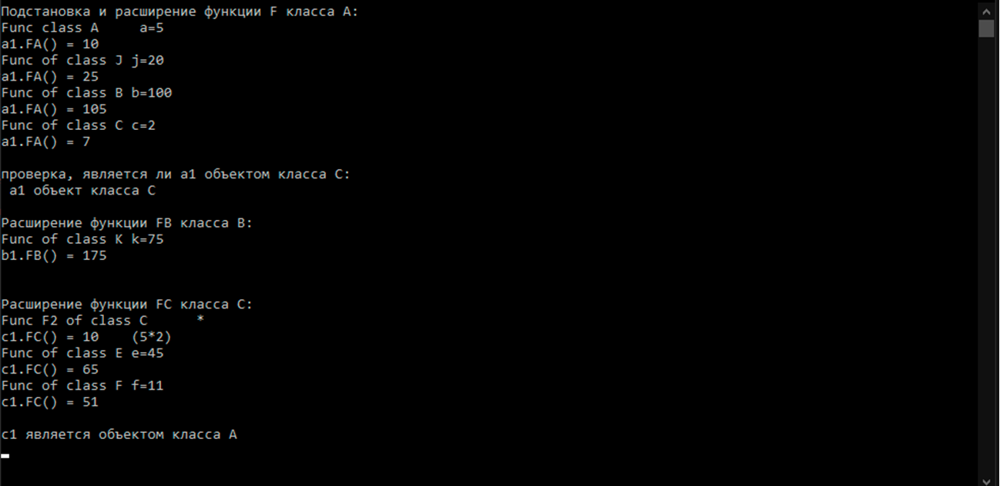 Подстановка и расширение функции F класса A:
Func class A     a=5
a1.FA() = 10
Func of class J j=20
a1.FA() = 25
Func of class B b=100
a1.FA() = 105
Func of class C c=2
a1.FA() = 7
проверка, является ли a1 объектом класса C:
a1 объект класса C
Расширение функции FB класса B:
Func of class K k=75
b1.FB() = 175
Расширение функции FC класса C:
Func F2 of class C      *
c1.FC() = 10    (5*2)
Func of class E e=45
c1.FC() = 65
Func of class F f=11
c1.FC() = 51
c1 является объектом класса A